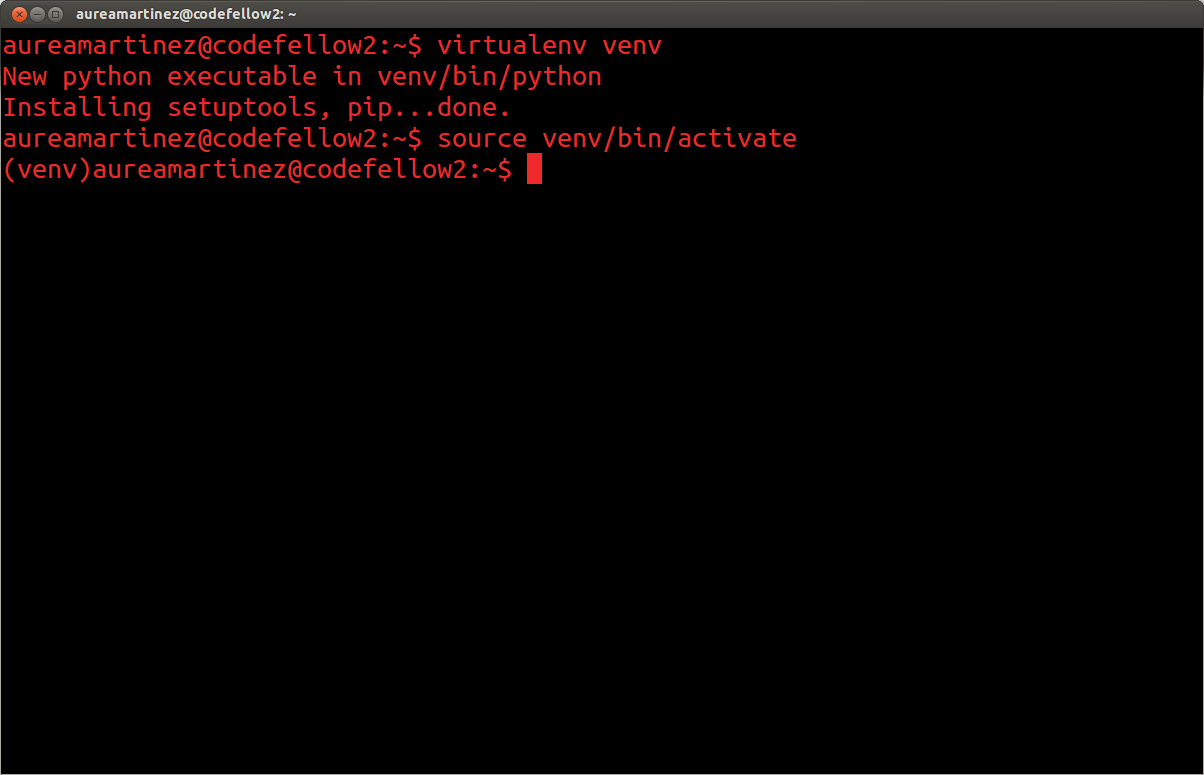 aureamartinez@codefellow2: ~
aureamartinez@codefellow2:~$ virtualenv venv
New python executable in venv/bin/python
Installing setuptools, pip...done.
aureamartinez@codefellow2:~$ source venv/bin/activate
(venv)aureamartinez@codefellow2:~$